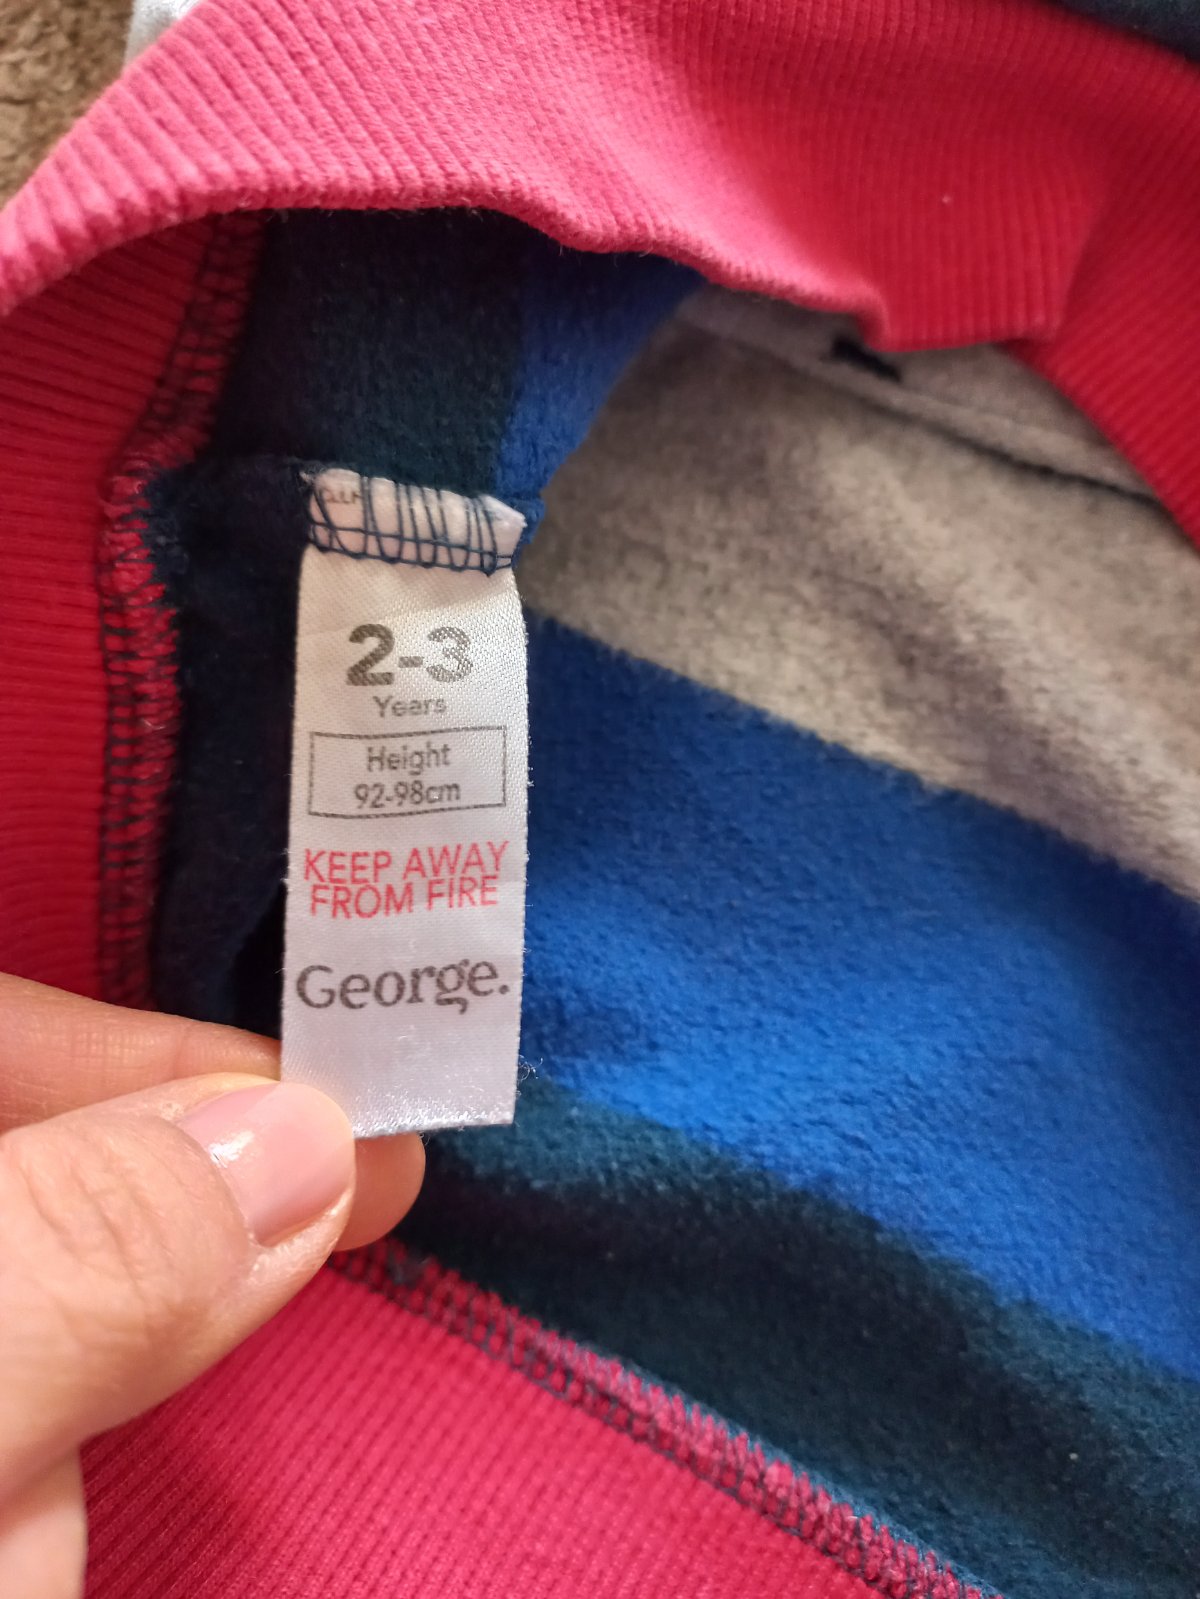 2-3
Years
Height
92-98cm
KEEP AWAY
FROM FIRE
George.